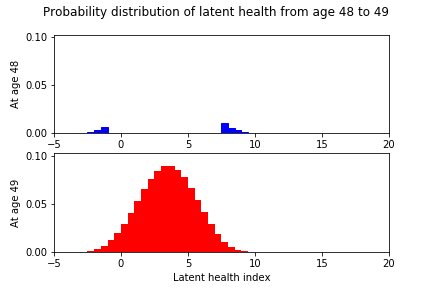 Probability distribution of latent health from age 48 to 49
0.10
0.05
0.00
At age 48
−5 0 5 10 15 20
0.10
0.05
0.00
At age 49
−5 0 5 10 15 20
Latent health index